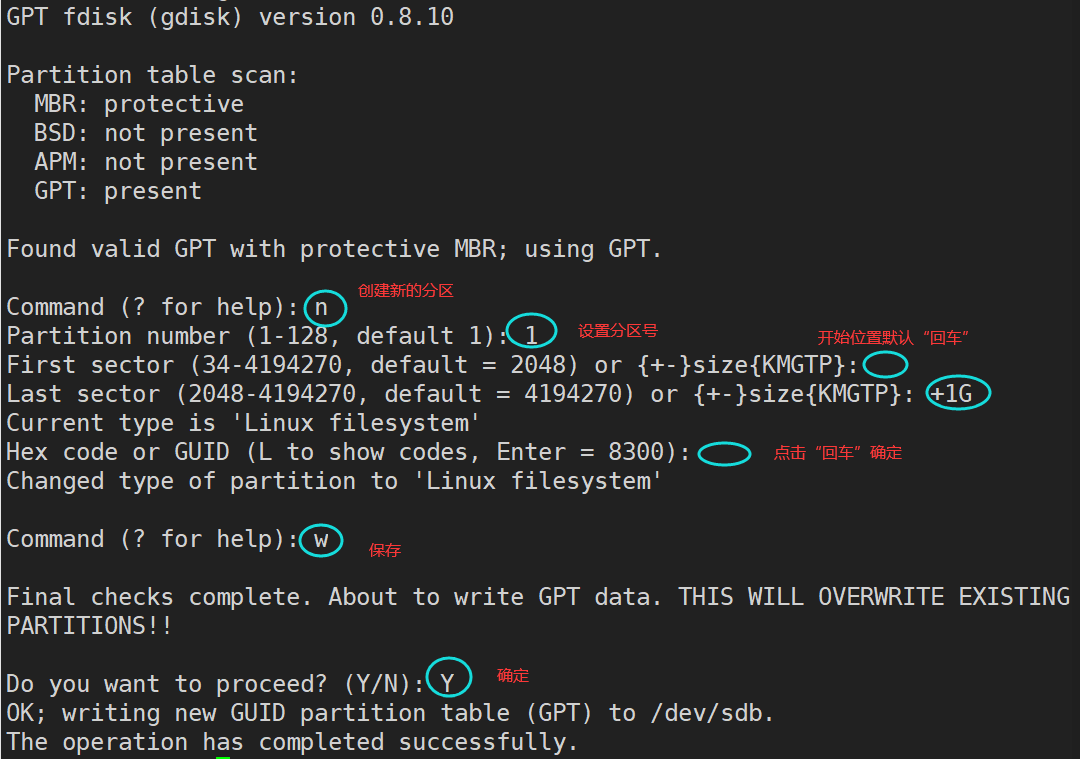 GPT fdisk (gdisk) version 0.8.10
Partition table scan:
MBR: protective
BSD: not present
APM: not present
GPT: present
Found valid GPT with protective MBR; using GPT.
创建新的分区
Command (? for help): n
Partition number (1-128, default 1): 1 设置分区号
开始位置默认“回车”
First sector (34-4194270, default = 2048) or {+-}size{KMGTP}:
Last sector (2048-4194270, default = 4194270) or {+-}size{KMGTP}: +1G
Current type is 'Linux filesystem'
Hex code or GUID (L to show codes, Enter = 8300): 点击“回车”确定
Changed type of partition to 'Linux filesystem'
Command (? for help): w 保存
Final checks complete. About to write GPT data. THIS WILL OVERWRITE EXISTING
PARTITIONS!!
Do you want to proceed? (Y/N): Y 确定
OK; writing new GUID partition table (GPT) to /dev/sdb.
The operation has completed successfully.